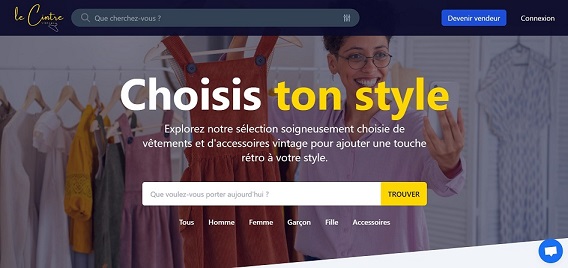 le Cintre
Que cherchez-vous ?
Devenir vendeur
Connexion
Choisis ton style
Explorez notre sélection soigneusement choisie de
vêtements et d'accessoires vintage pour ajouter une touche
rétro à votre style.
Que voulez-vous porter aujourd'hui ?
TROUVER
Tous Homme Femme Garçon Fille Accessoires